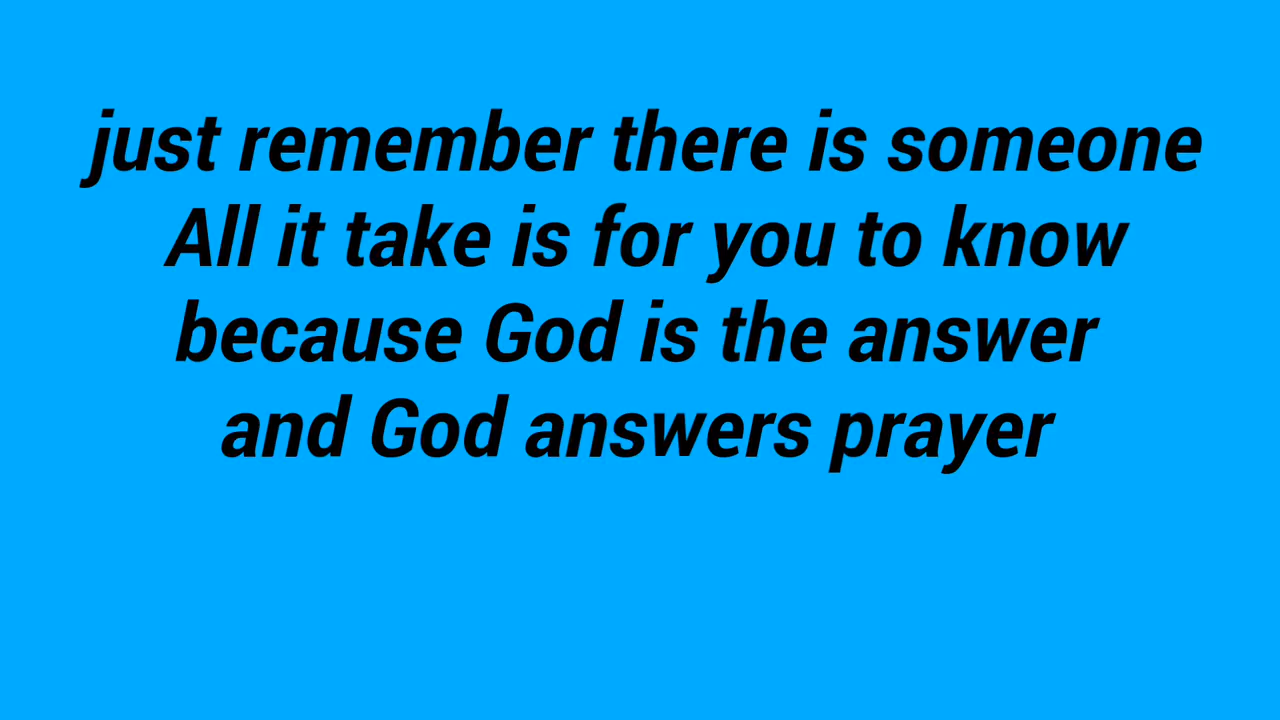 just remember there is someone
All it take is for you to know
because God is the answer
and God answers prayer